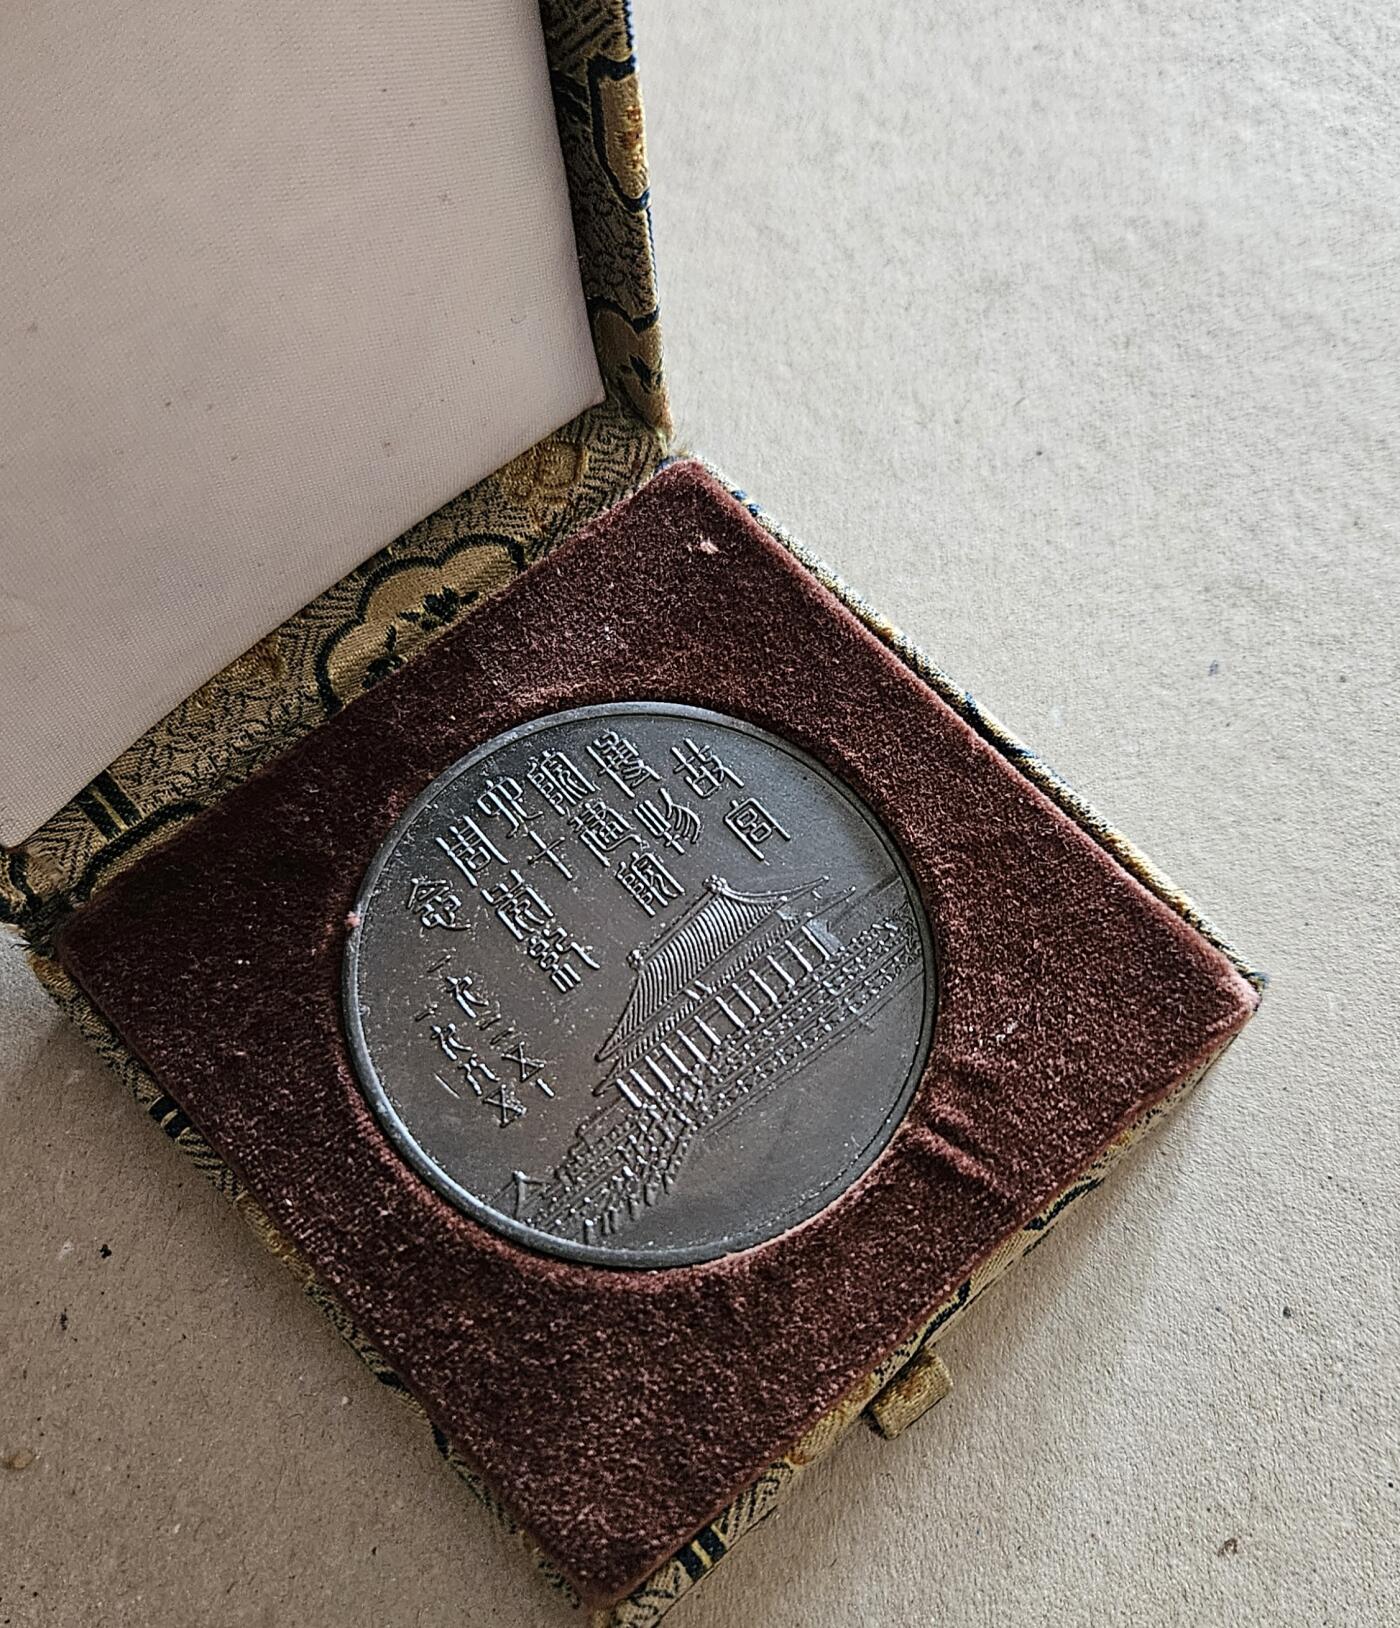 故宮
博物
院建院
六十
周年紀
念
一九二五
一九八五